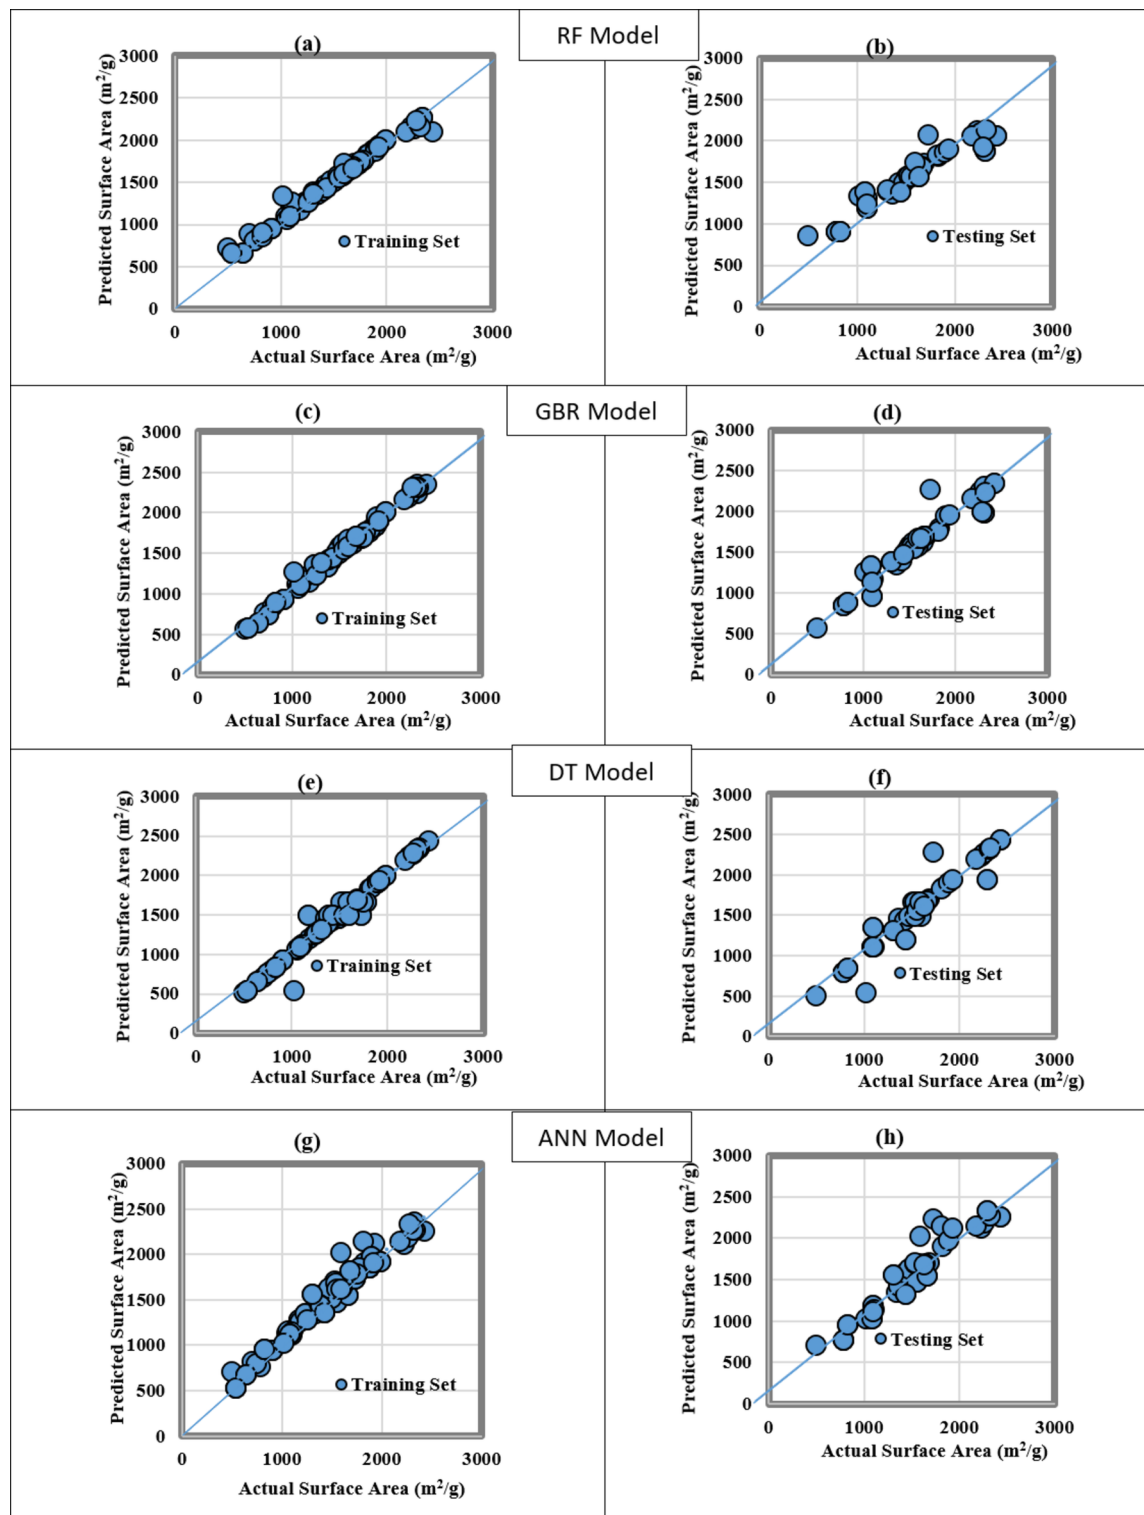 RF Model
(a)
Predicted Surface Area (m²/g)
3000
2500
2000
1500
1000
500
0
Training Set
0 1000 2000 3000
Actual Surface Area (m²/g)
(b)
Predicted Surface Area (m²/g)
3000
2500
2000
1500
1000
500
0
Testing Set
0 1000 2000 3000
Actual Surface Area (m²/g)
GBR Model
(c)
Predicted Surface Area (m²/g)
3000
2500
2000
1500
1000
500
0
Training Set
0 1000 2000 3000
Actual Surface Area (m²/g)
(d)
Predicted Surface Area (m²/g)
3000
2500
2000
1500
1000
500
0
Testing Set
0 1000 2000 3000
Actual Surface Area (m²/g)
DT Model
(e)
Predicted Surface Area (m²/g)
3000
2500
2000
1500
1000
500
0
Training Set
0 1000 2000 3000
Actual Surface Area (m²/g)
(f)
Predicted Surface Area (m²/g)
3000
2500
2000
1500
1000
500
0
Testing Set
0 1000 2000 3000
Actual Surface Area (m²/g)
ANN Model
(g)
Predicted Surface Area (m²/g)
3000
2500
2000
1500
1000
500
0
Training Set
0 1000 2000 3000
Actual Surface Area (m²/g)
(h)
Predicted Surface Area (m²/g)
3000
2500
2000
1500
1000
500
0
Testing Set
0 1000 2000 3000
Actual Surface Area (m²/g)